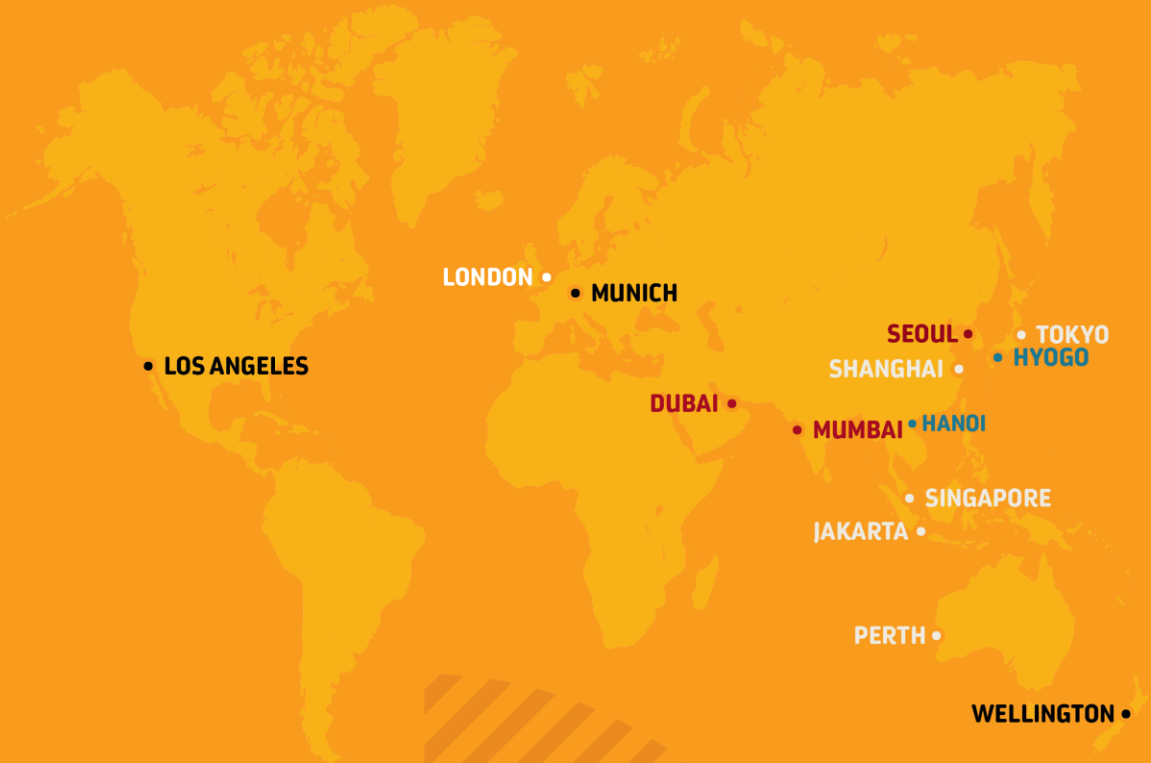 LONDON
MUNICH
SEOUL
TOKYO
HYOGO
LOS ANGELES
SHANGHAI
DUBAI
MUMBAI
HANOI
SINGAPORE
JAKARTA
PERTH
WELLINGTON